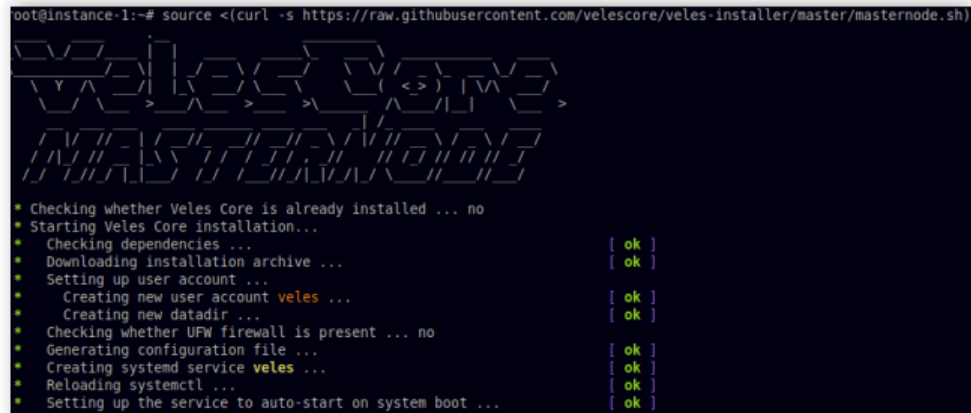 root@instance-1:~# source <(curl -s https://raw.githubusercontent.com/velescore/veles-installer/master/masternode.sh)
VelesCore
MASTERNODE
* Checking whether Veles Core is already installed ... no
* Starting Veles Core installation...
*   Checking dependencies ... [ ok ]
*   Downloading installation archive ... [ ok ]
*   Setting up user account ...
*     Creating new user account veles ... [ ok ]
*     Creating new datadir ... [ ok ]
*   Checking whether UFW firewall is present ... no
*   Generating configuration file ... [ ok ]
*   Creating systemd service veles ... [ ok ]
*   Reloading systemctl ... [ ok ]
*   Setting up the service to auto-start on system boot ... [ ok ]